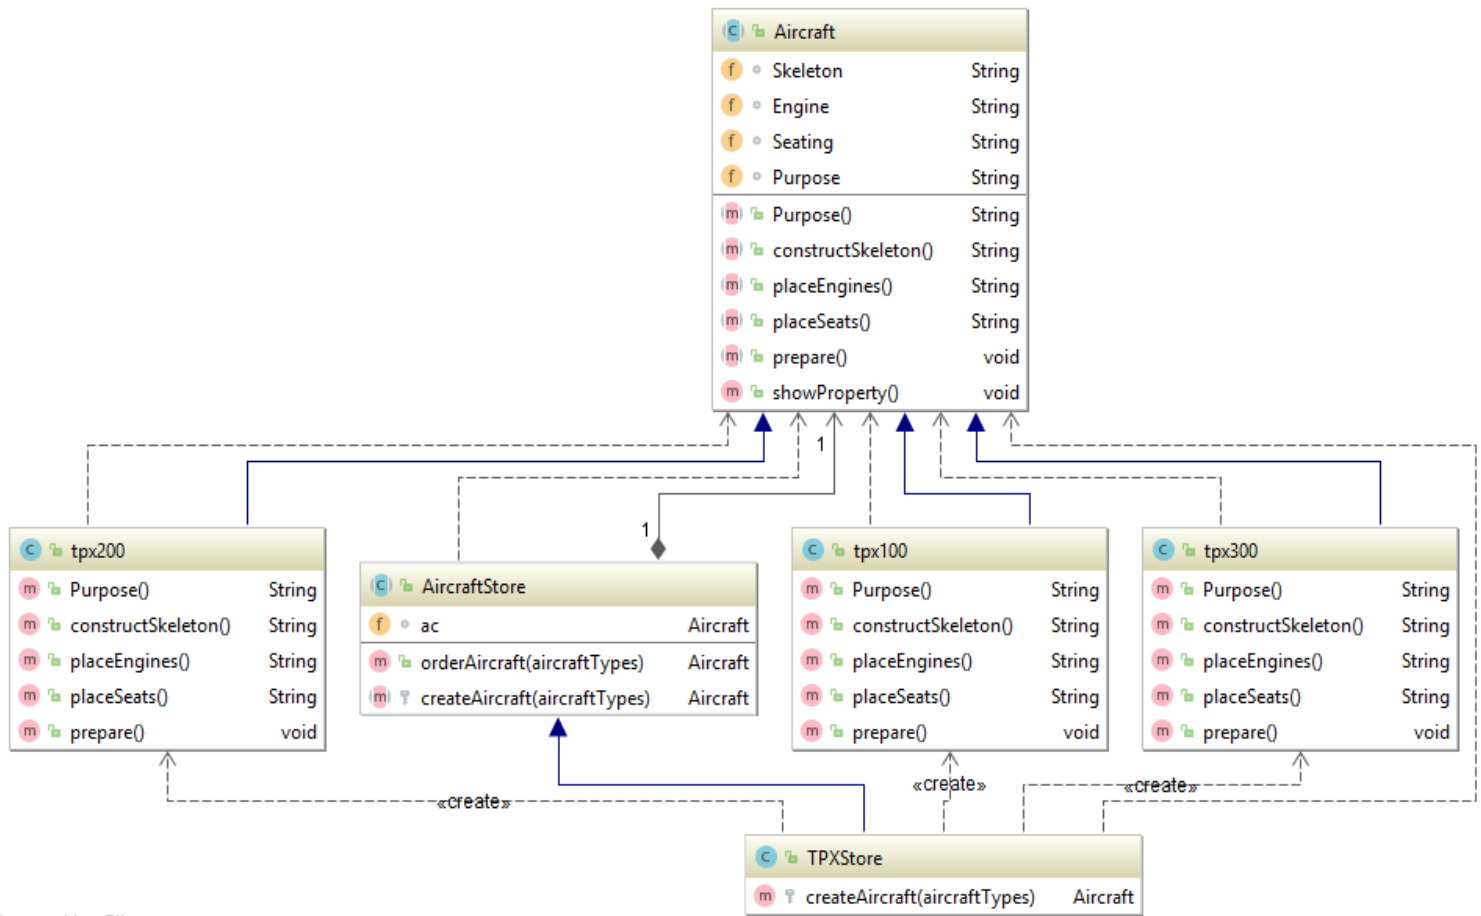 C Aircraft
f Skeleton String
f Engine String
f Seating String
f Purpose String
m Purpose() String
m constructSkeleton() String
m placeEngines() String
m placeSeats() String
m prepare() void
m showProperty() void
1
1
C tpx200
m Purpose() String
m constructSkeleton() String
m placeEngines() String
m placeSeats() String
m prepare() void
C AircraftStore
f ac Aircraft
m orderAircraft(aircraftTypes) Aircraft
m createAircraft(aircraftTypes) Aircraft
C tpx100
m Purpose() String
m constructSkeleton() String
m placeEngines() String
m placeSeats() String
m prepare() void
C tpx300
m Purpose() String
m constructSkeleton() String
m placeEngines() String
m placeSeats() String
m prepare() void
«create»
«create»
«create»
C TPXStore
m createAircraft(aircraftTypes) Aircraft